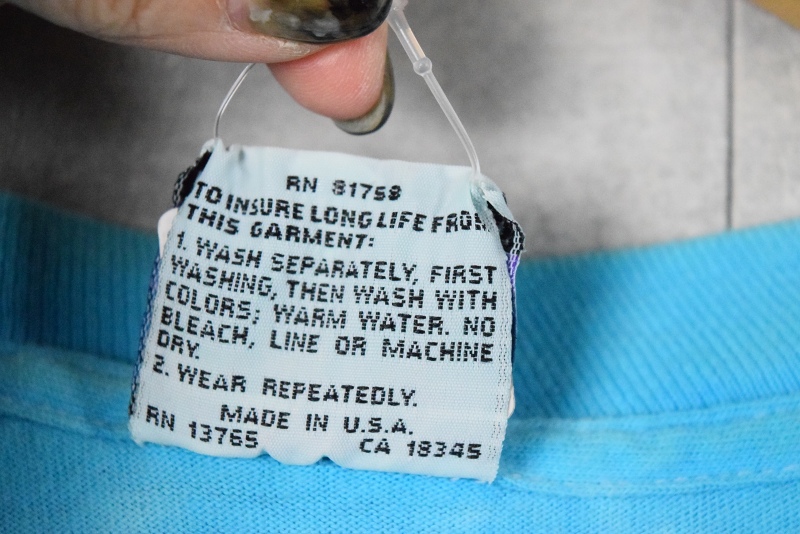 RN 81758
TO INSURE LONG LIFE FROM
THIS GARMENT:
1. WASH SEPARATELY, FIRST
WASHING, THEN WASH WITH
COLORS; WARM WATER. NO
BLEACH, LINE OR MACHINE
DRY.
2. WEAR REPEATEDLY.
MADE IN U.S.A.
RN 13765 CA 18345